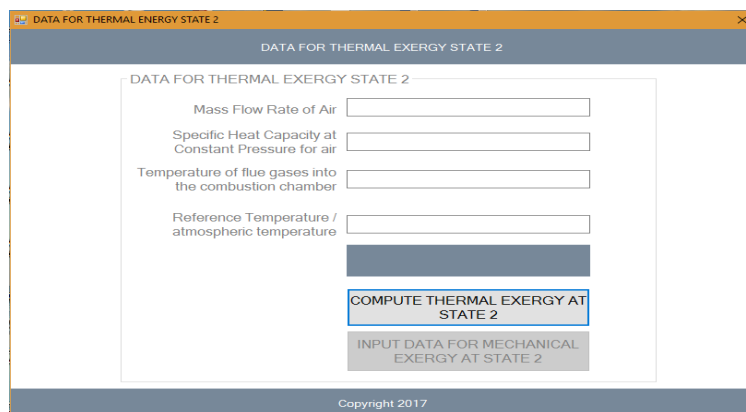 DATA FOR THERMAL ENERGY STATE 2
DATA FOR THERMAL EXERGY STATE 2
DATA FOR THERMAL EXERGY STATE 2
Mass Flow Rate of Air
Specific Heat Capacity at
Constant Pressure for air
Temperature of flue gases into
the combustion chamber
Reference Temperature /
atmospheric temperature
COMPUTE THERMAL EXERGY AT
STATE 2
INPUT DATA FOR MECHANICAL
EXERGY AT STATE 2
Copyright 2017